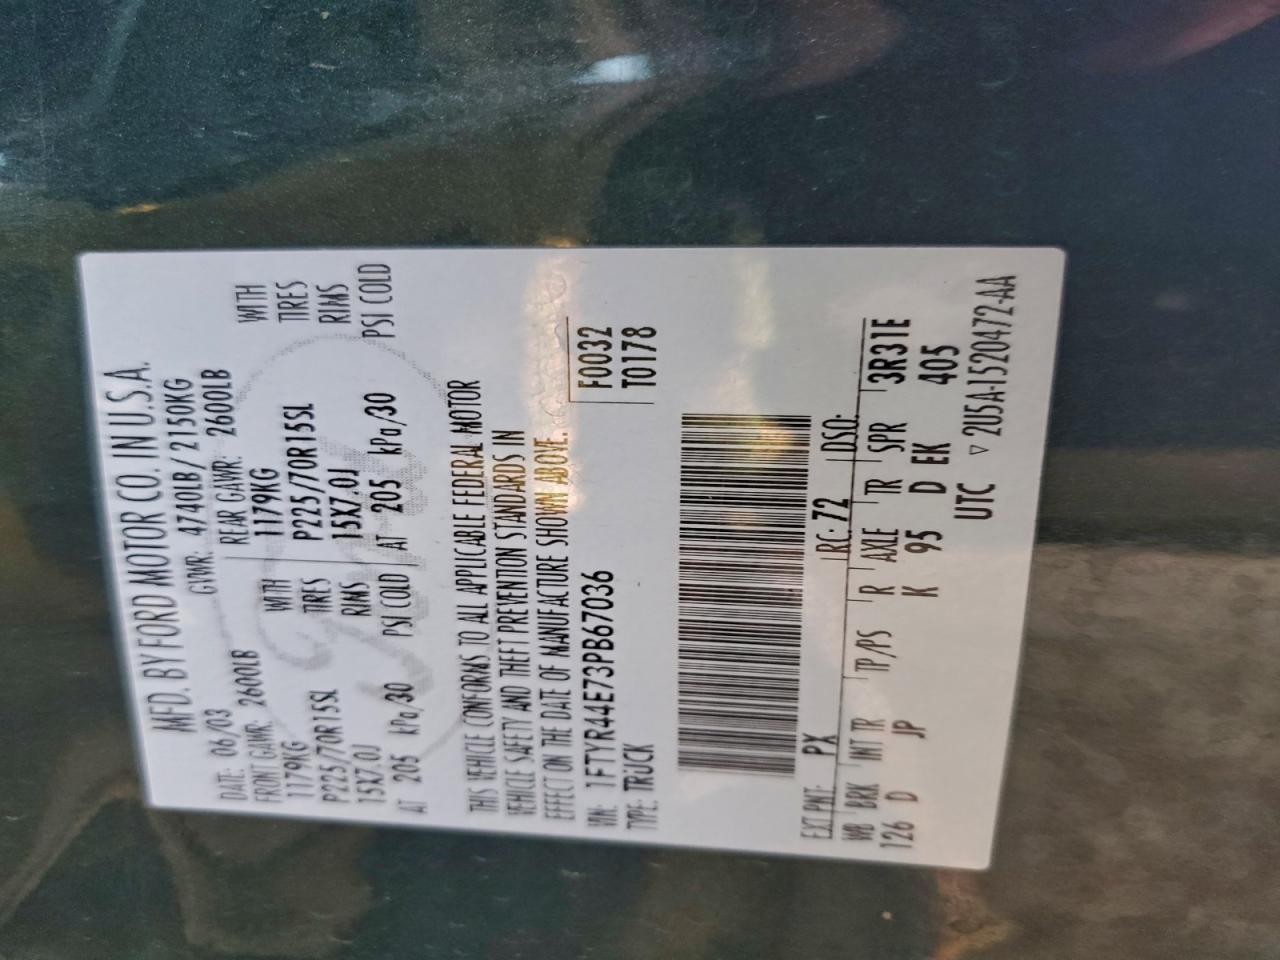 MFD. BY FORD MOTOR CO. IN U.S.A.
DATE: 06/03 GVWR: 4740LB/ 2150KG
FRONT GAWR: 2600LB REAR GAWR: 2600LB
1179KG WITH 1179KG WITH
P225/70R15SL TIRES P225/70R15SL TIRES
15X7.0J RIMS 15X7.0J RIMS
AT 205 kPa/30 PSI COLD AT 205 kPa/30 PSI COLD
THIS VEHICLE CONFORMS TO ALL APPLICABLE FEDERAL MOTOR
VEHICLE SAFETY AND THEFT PREVENTION STANDARDS IN
EFFECT ON THE DATE OF MANUFACTURE SHOWN ABOVE.
VIN: 1FTYR44E73PB67036 F0032
TYPE: TRUCK T0178
EXT PNT: PX RC: 72 DSO:
WB BRK INT TR TP/PS R AXLE TR SPR 3R31E
126 D JP K 95 D EK 405
UTC ▽ 2U5A-1520472-AA